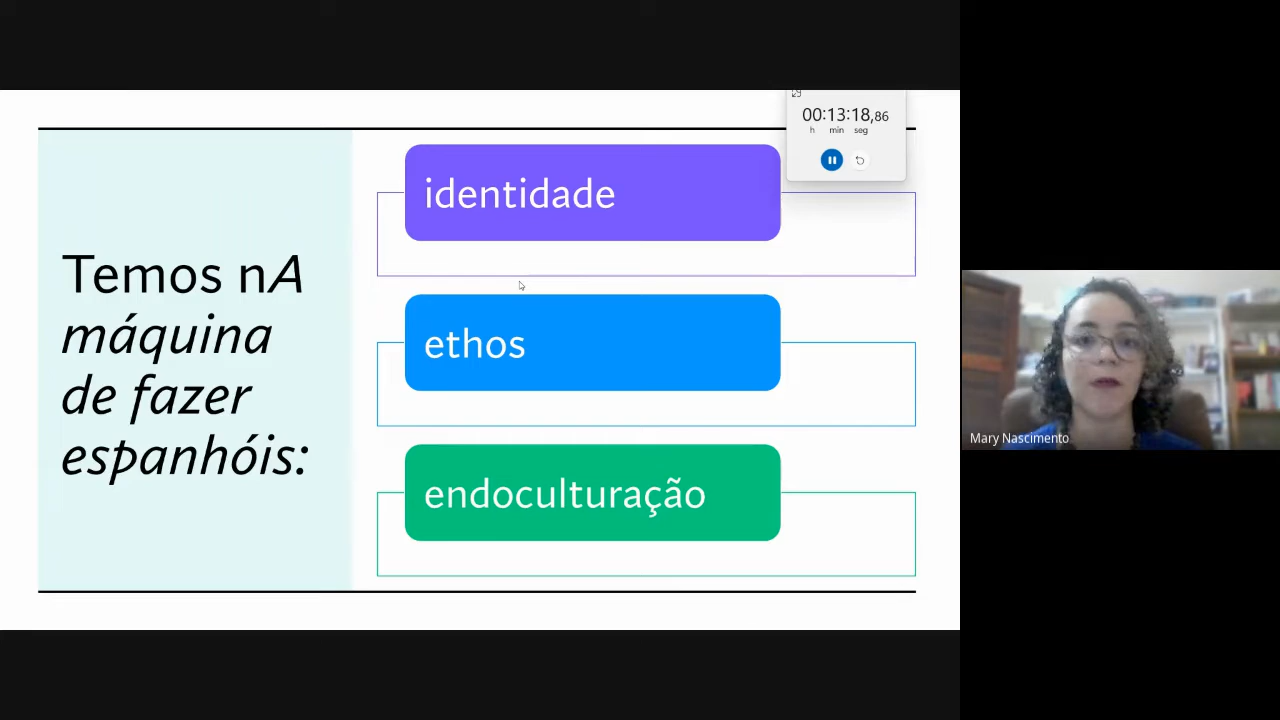 Temos nA
máquina
de fazer
espanhóis:
identidade
ethos
endoculturação
00:13:18,86
h min seg
Mary Nascimento